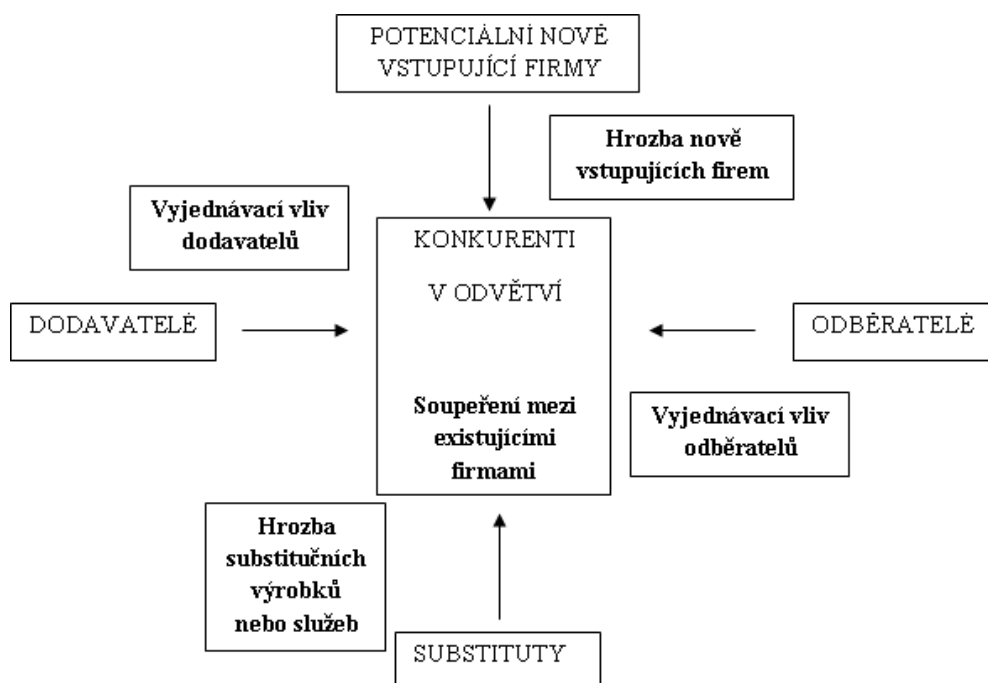 POTENCIÁLNÍ NOVĚ
VSTUPUJÍCÍ FIRMY
Hrozba nově
vstupujících firem
Vyjednávací vliv
dodavatelů
KONKURENTI
V ODVĚTVÍ
DODAVATELÉ
ODBĚRATELÉ
Soupeření mezi
existujícími
firmami
Vyjednávací vliv
odběratelů
Hrozba
substitučních
výrobků
nebo služeb
SUBSTITUTY